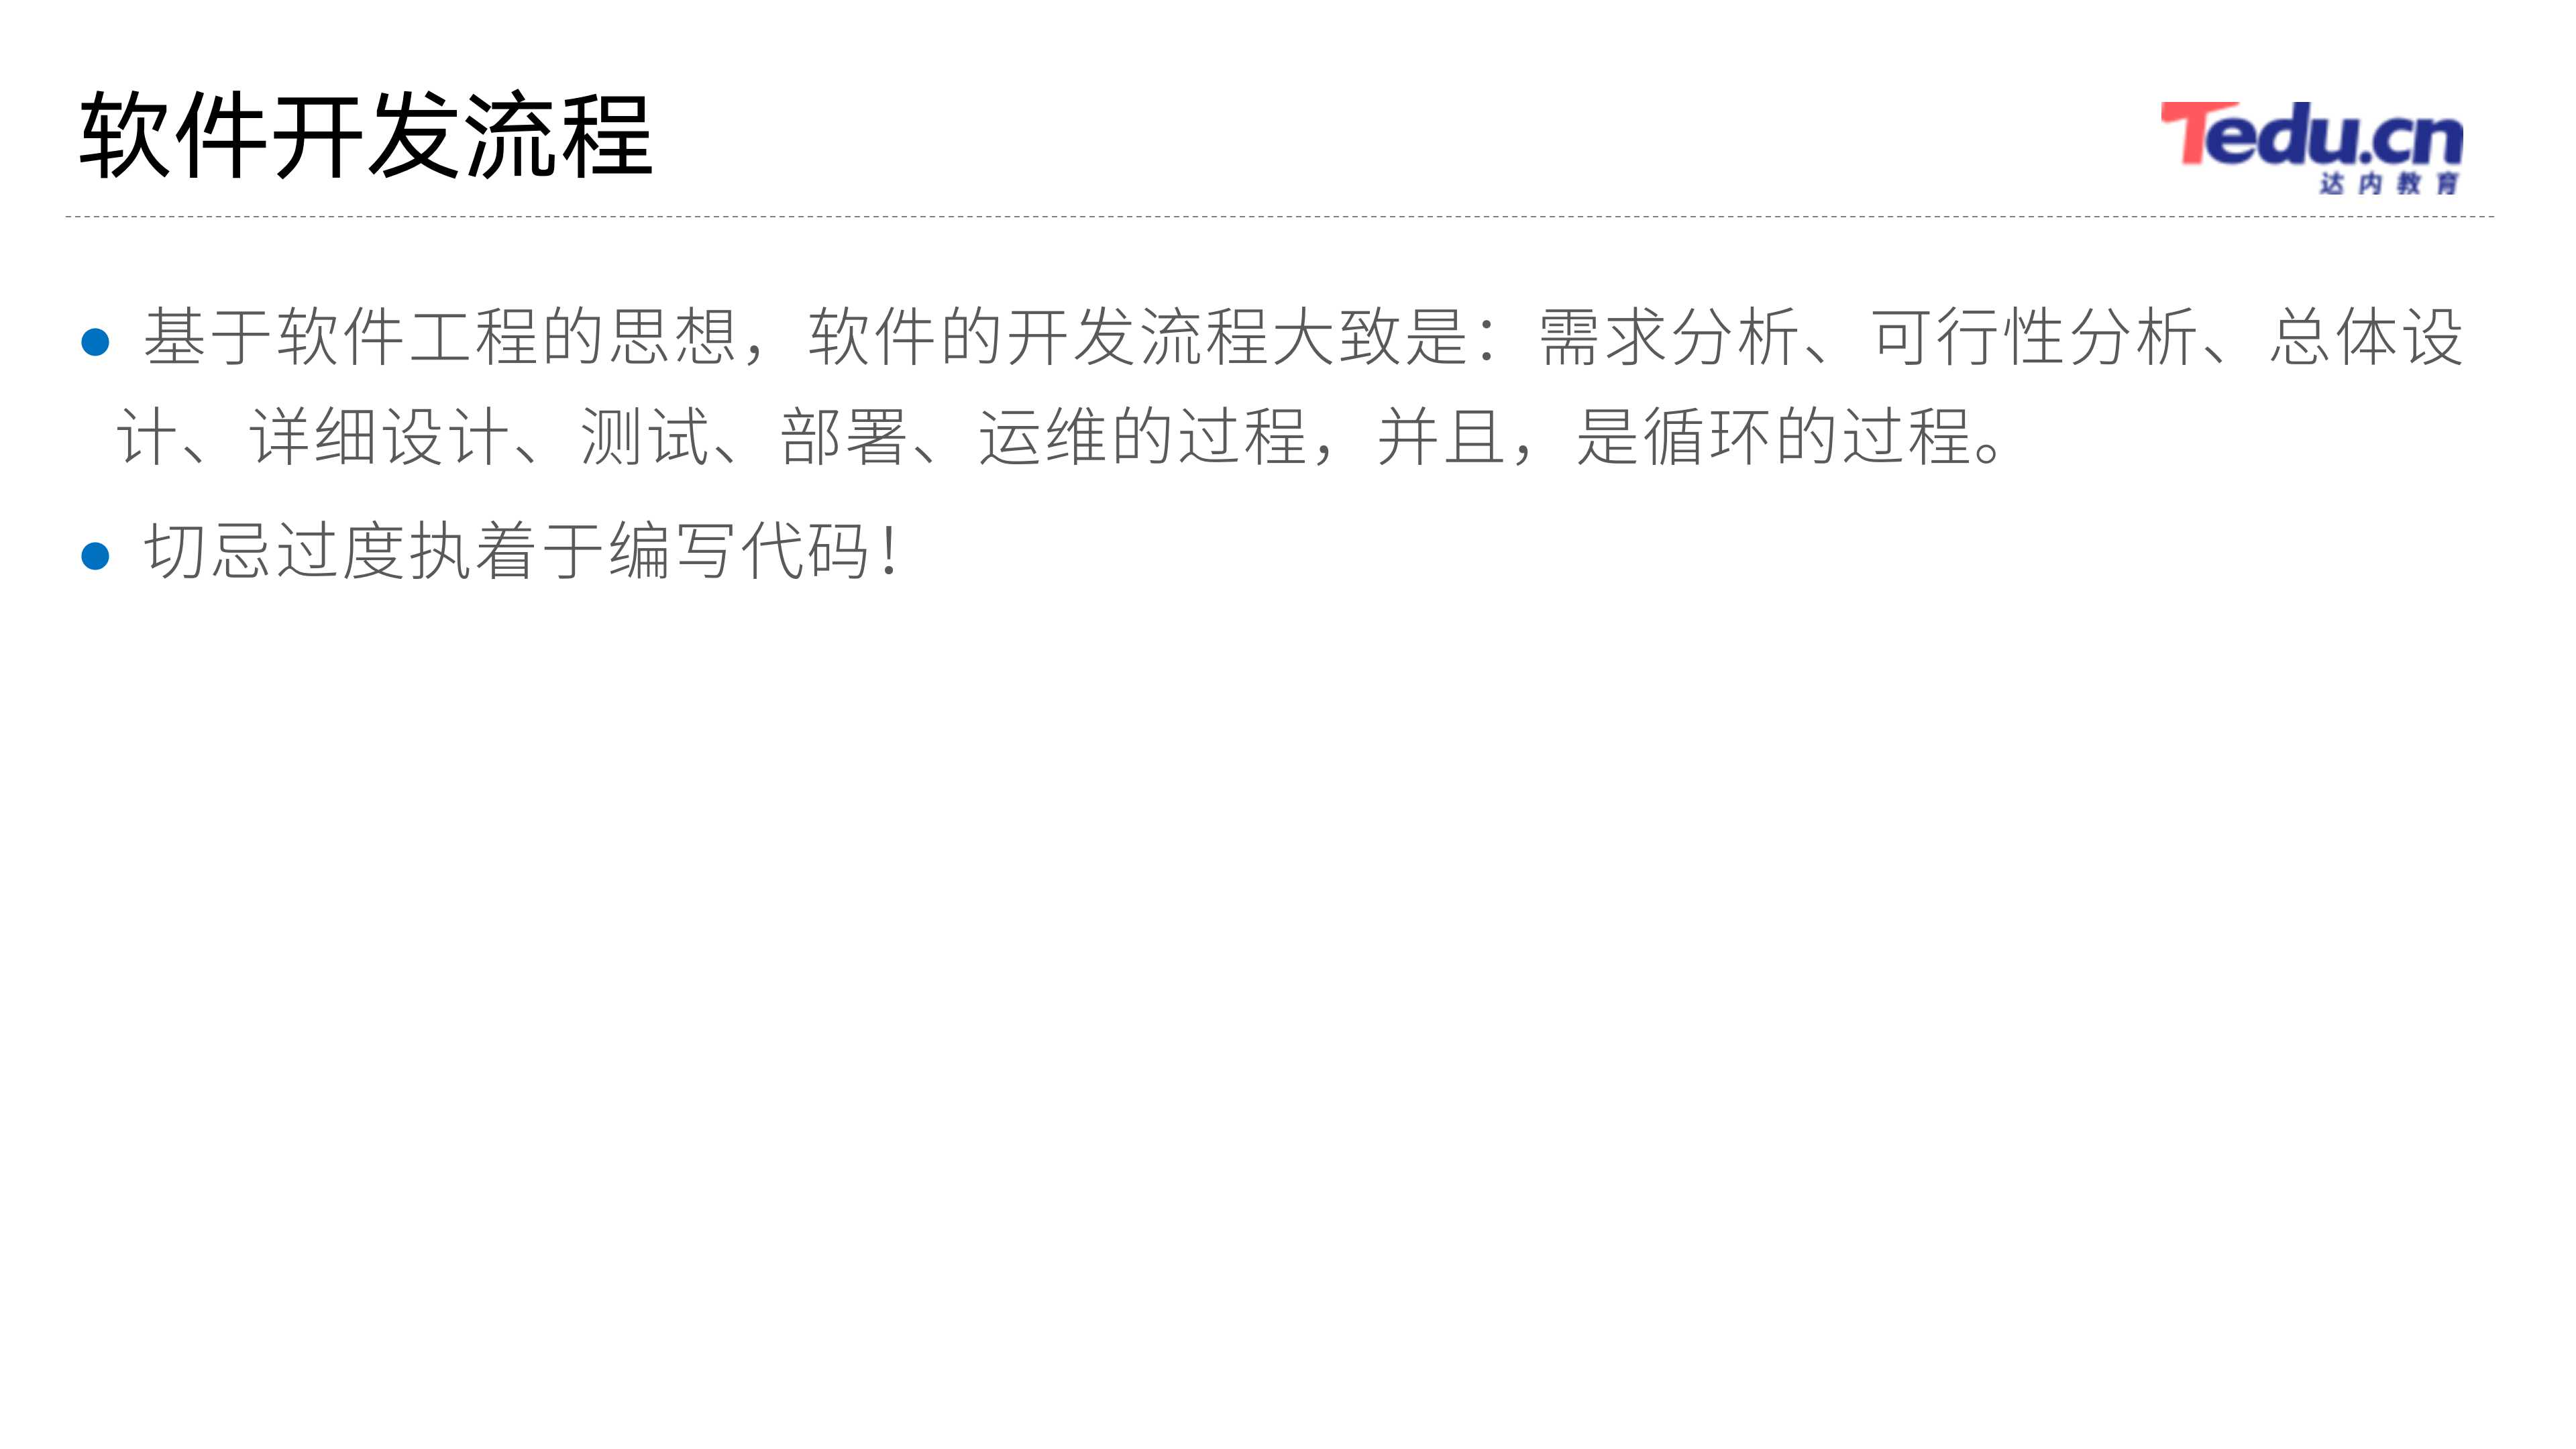 软件开发流程
Tedu.cn
达内教育
● 基于软件工程的思想，软件的开发流程大致是：需求分析、可行性分析、总体设
计、详细设计、测试、部署、运维的过程，并且，是循环的过程。
● 切忌过度执着于编写代码！